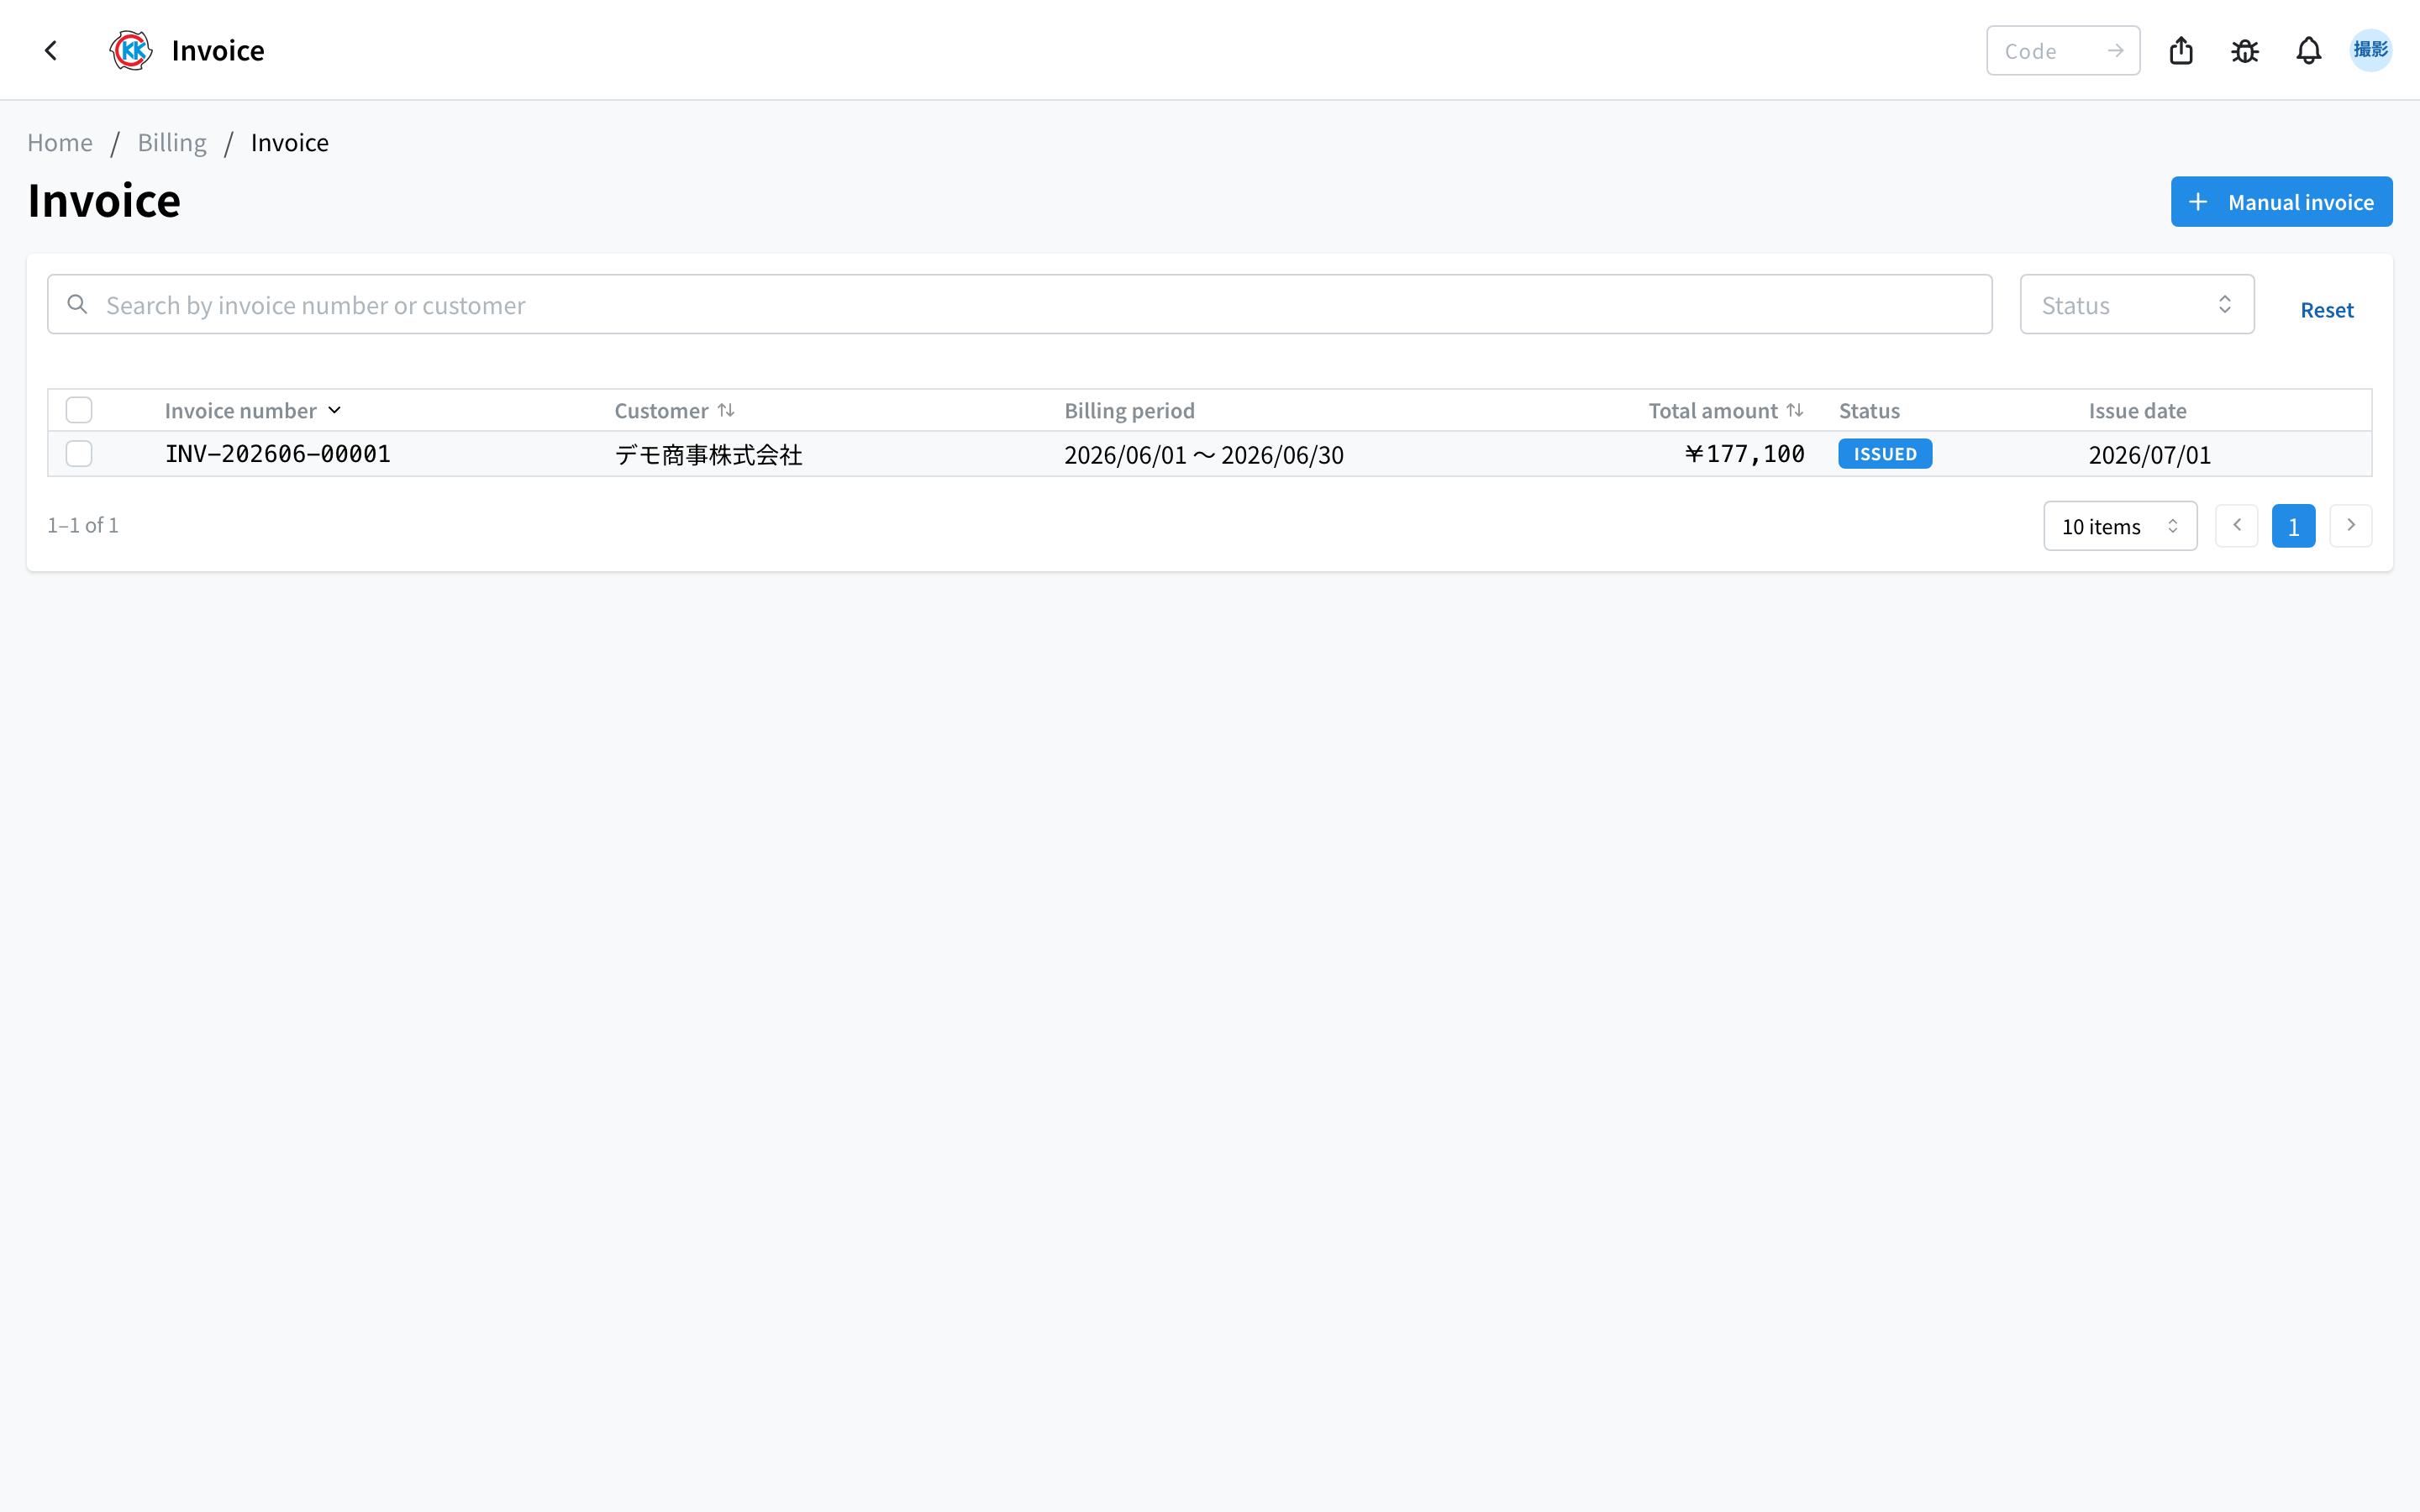 KK Invoice Code 撮影
Home / Billing / Invoice
Invoice
Manual invoice
Search by invoice number or customer Status Reset
Invoice number Customer Billing period Total amount Status Issue date
INV-202606-00001 デモ商事株式会社 2026/06/01 〜 2026/06/30 ¥177,100 ISSUED 2026/07/01
1–1 of 1 10 items 1